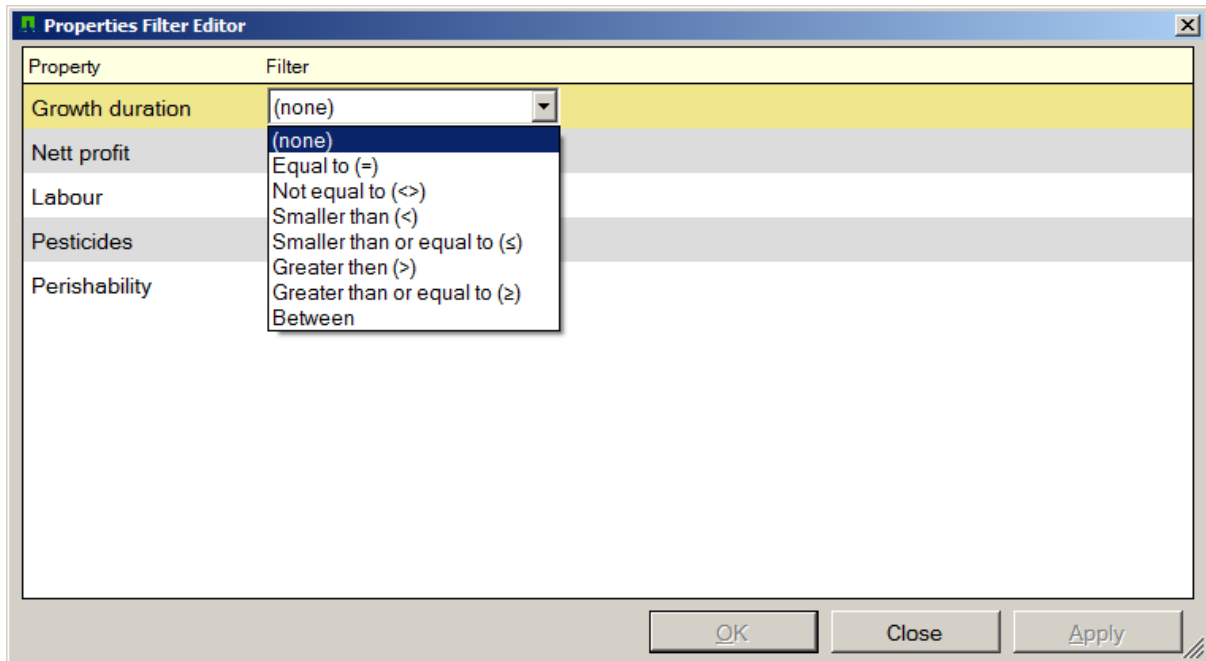 Properties Filter Editor
Property Filter
Growth duration (none)
(none)
Nett profit
Equal to (=)
Not equal to (<>)
Labour
Smaller than (<)
Pesticides
Smaller than or equal to (≤)
Greater then (>)
Perishability
Greater than or equal to (≥)
Between
OK Close Apply